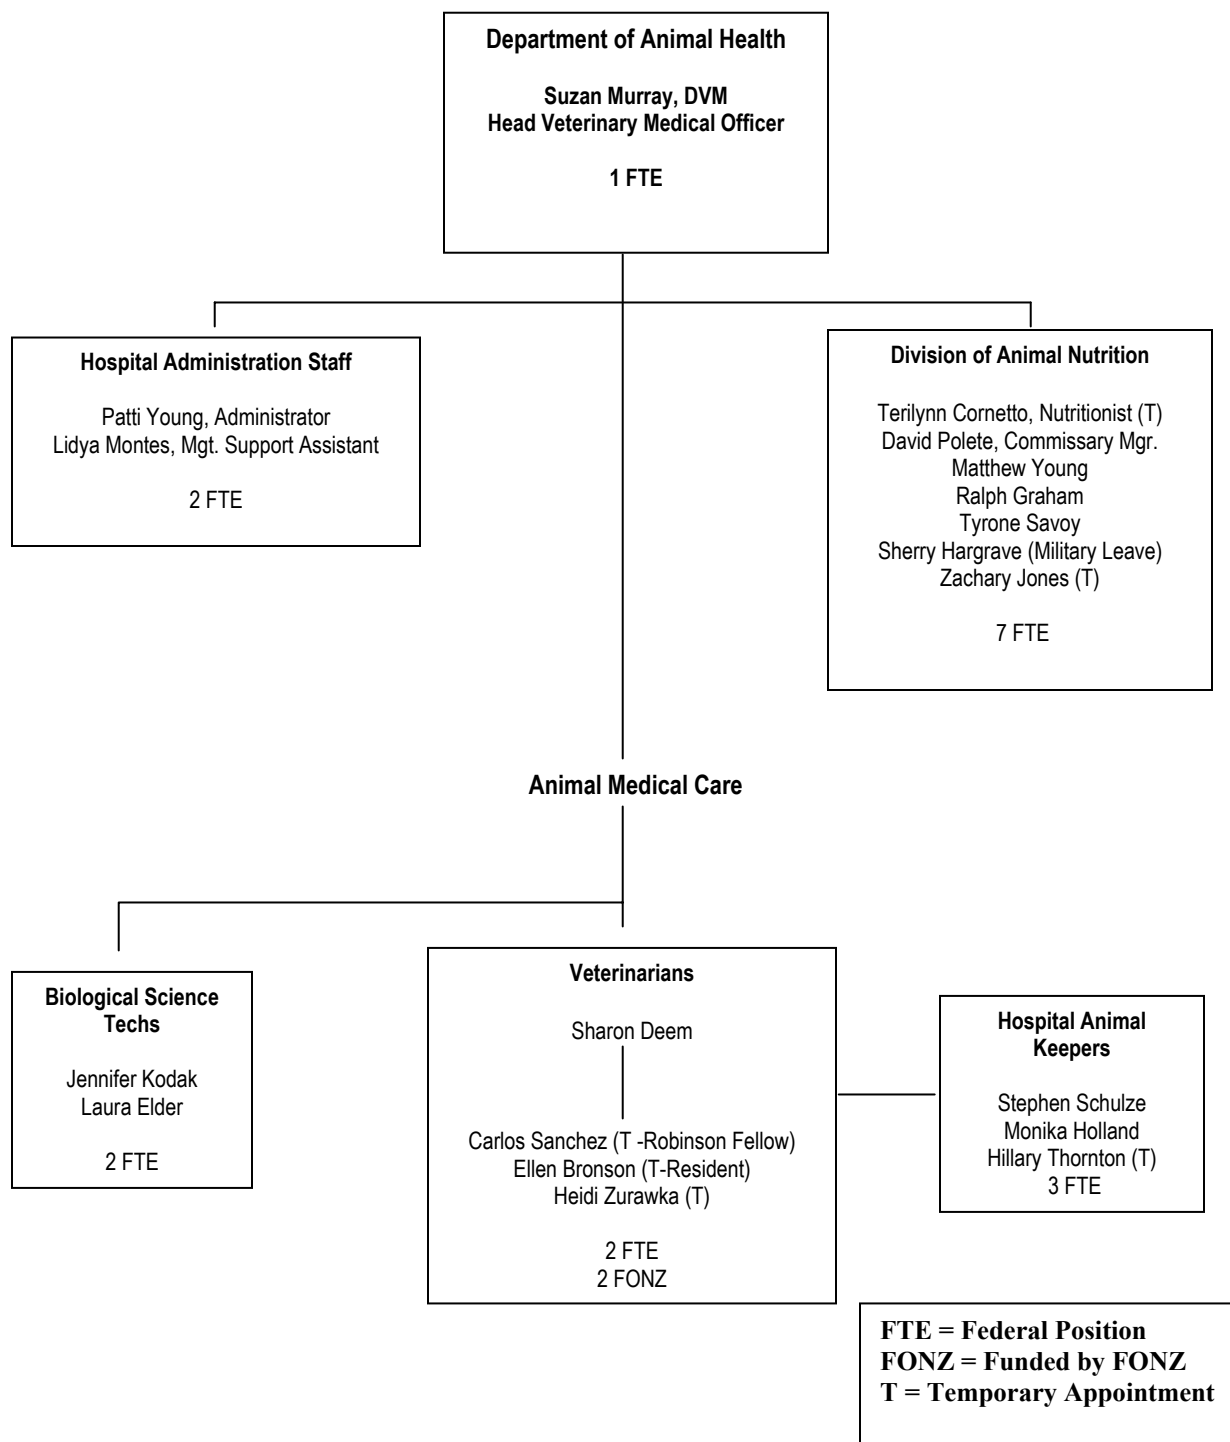 Department of Animal Health
Suzan Murray, DVM
Head Veterinary Medical Officer
1 FTE
Hospital Administration Staff
Patti Young, Administrator
Lidya Montes, Mgt. Support Assistant
2 FTE
Division of Animal Nutrition
Terilynn Cornetto, Nutritionist (T)
David Polete, Commissary Mgr.
Matthew Young
Ralph Graham
Tyrone Savoy
Sherry Hargrave (Military Leave)
Zachary Jones (T)
7 FTE
Animal Medical Care
Biological Science
Techs
Jennifer Kodak
Laura Elder
2 FTE
Veterinarians
Sharon Deem
Carlos Sanchez (T -Robinson Fellow)
Ellen Bronson (T-Resident)
Heidi Zurawka (T)
2 FTE
2 FONZ
Hospital Animal
Keepers
Stephen Schulze
Monika Holland
Hillary Thornton (T)
3 FTE
FTE = Federal Position
FONZ = Funded by FONZ
T = Temporary Appointment